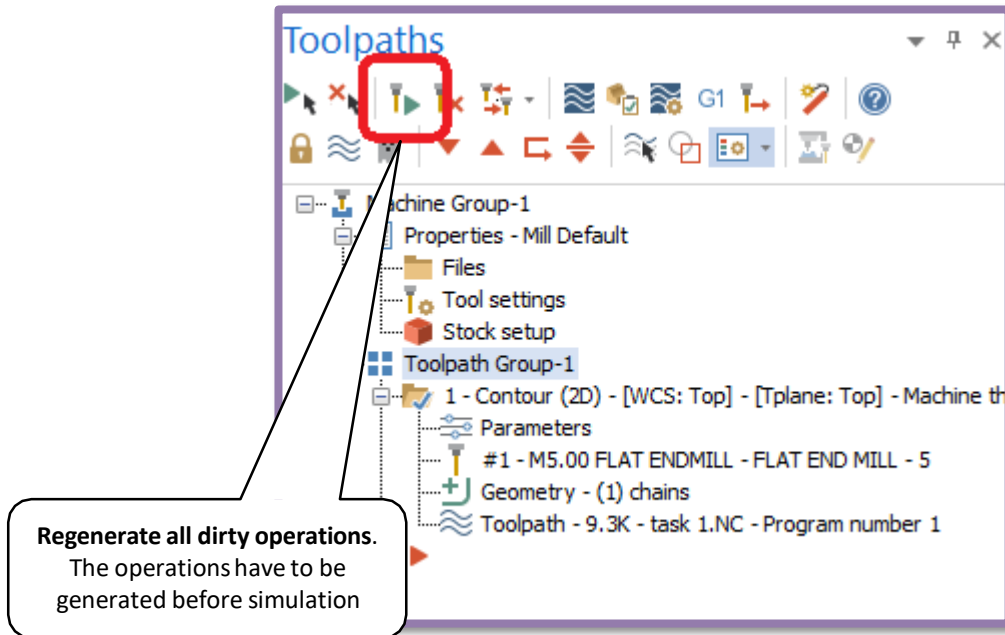 Toolpaths
G1
Machine Group-1
Properties - Mill Default
Files
Tool settings
Stock setup
Toolpath Group-1
1 - Contour (2D) - [WCS: Top] - [Tplane: Top] - Machine th
Parameters
#1 - M5.00 FLAT ENDMILL - FLAT END MILL - 5
Geometry - (1) chains
Toolpath - 9.3K - task 1.NC - Program number 1
Regenerate all dirty operations.
The operations have to be
generated before simulation